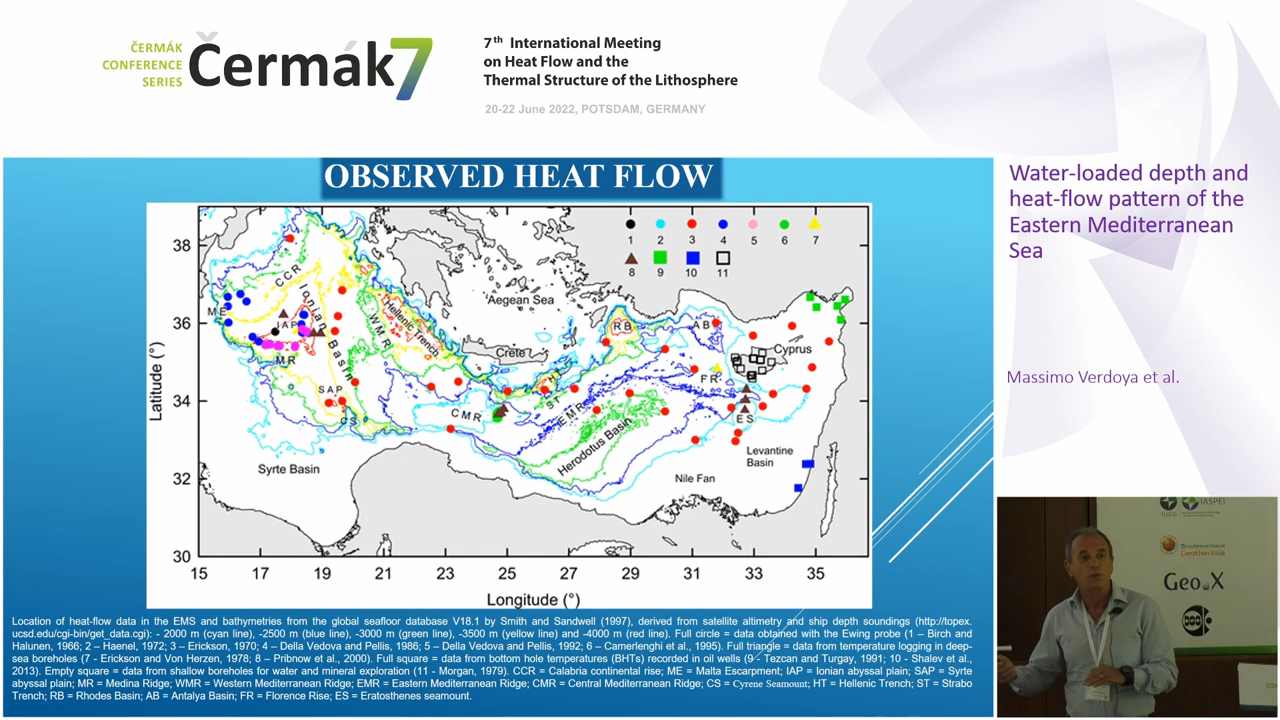 ČERMÁK
CONFERENCE
SERIES
Čermák7
7th International Meeting
on Heat Flow and the
Thermal Structure of the Lithosphere
20-22 June 2022, POTSDAM, GERMANY
OBSERVED HEAT FLOW
Water-loaded depth and
heat-flow pattern of the
Eastern Mediterranean
Sea
Massimo Verdoya et al.
1 2 3 4 5 6 7
8 9 10 11
38
36
34
32
30
Latitude (°)
15 17 19 21 23 25 27 29 31 33 35
Longitude (°)
CCR
ME
Ionian Basin
IAP
MR
WMR
SAP
CS
Syrte Basin
Hellenic Trench
Aegean Sea
Crete
CMR
HT
ST
EMR
RB
AB
FR
Cyprus
ES
Herodotus Basin
Nile Fan
Levantine
Basin
Location of heat-flow data in the EMS and bathymetries from the global seafloor database V18.1 by Smith and Sandwell (1997), derived from satellite altimetry and ship depth soundings (http://topex.
ucsd.edu/cgi-bin/get_data.cgi): - 2000 m (cyan line), -2500 m (blue line), -3000 m (green line), -3500 m (yellow line) and -4000 m (red line). Full circle = data obtained with the Ewing probe (1 – Birch and
Halunen, 1966; 2 – Haenel, 1972; 3 – Erickson, 1970; 4 – Della Vedova and Pellis, 1986; 5 – Della Vedova and Pellis, 1992; 6 – Camerlenghi et al., 1995). Full triangle = data from temperature logging in deep-
sea boreholes (7 - Erickson and Von Herzen, 1978; 8 – Pribnow et al., 2000). Full square = data from bottom hole temperatures (BHTs) recorded in oil wells (9 - Tezcan and Turgay, 1991; 10 - Shalev et al.,
2013). Empty square = data from shallow boreholes for water and mineral exploration (11 - Morgan, 1979). CCR = Calabria continental rise; ME = Malta Escarpment; IAP = Ionian abyssal plain; SAP = Syrte
abyssal plain; MR = Medina Ridge; WMR = Western Mediterranean Ridge; EMR = Eastern Mediterranean Ridge; CMR = Central Mediterranean Ridge; CS = Cyrene Seamount; HT = Hellenic Trench; ST = Strabo
Trench; RB = Rhodes Basin; AB = Antalya Basin; FR = Florence Rise; ES = Eratosthenes seamount.
IUGG
IASPEI
Bundesverband
Geothermie
Geo.X